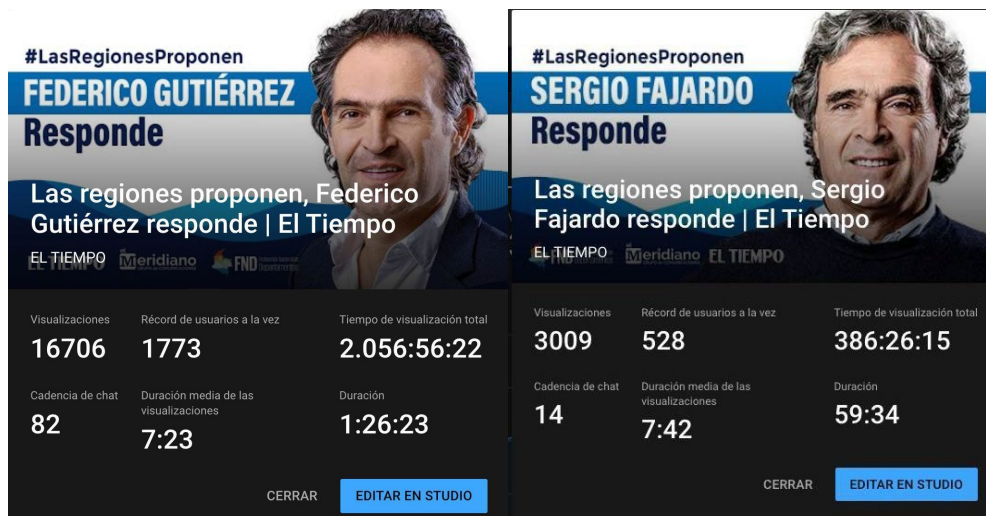 #LasRegionesProponen
FEDERICO GUTIÉRREZ
Responde
Las regiones proponen, Federico
Gutiérrez responde | El Tiempo
EL TIEMPO
EL TIEMPO Meridiano FND
Visualizaciones Récord de usuarios a la vez Tiempo de visualización total
16706 1773 2.056:56:22
Cadencia de chat Duración media de las visualizaciones Duración
82 7:23 1:26:23
CERRAR EDITAR EN STUDIO
#LasRegionesProponen
SERGIO FAJARDO
Responde
Las regiones proponen, Sergio
Fajardo responde | El Tiempo
EL TIEMPO
FND Meridiano EL TIEMPO
Visualizaciones Récord de usuarios a la vez Tiempo de visualización total
3009 528 386:26:15
Cadencia de chat Duración media de las visualizaciones Duración
14 7:42 59:34
CERRAR EDITAR EN STUDIO